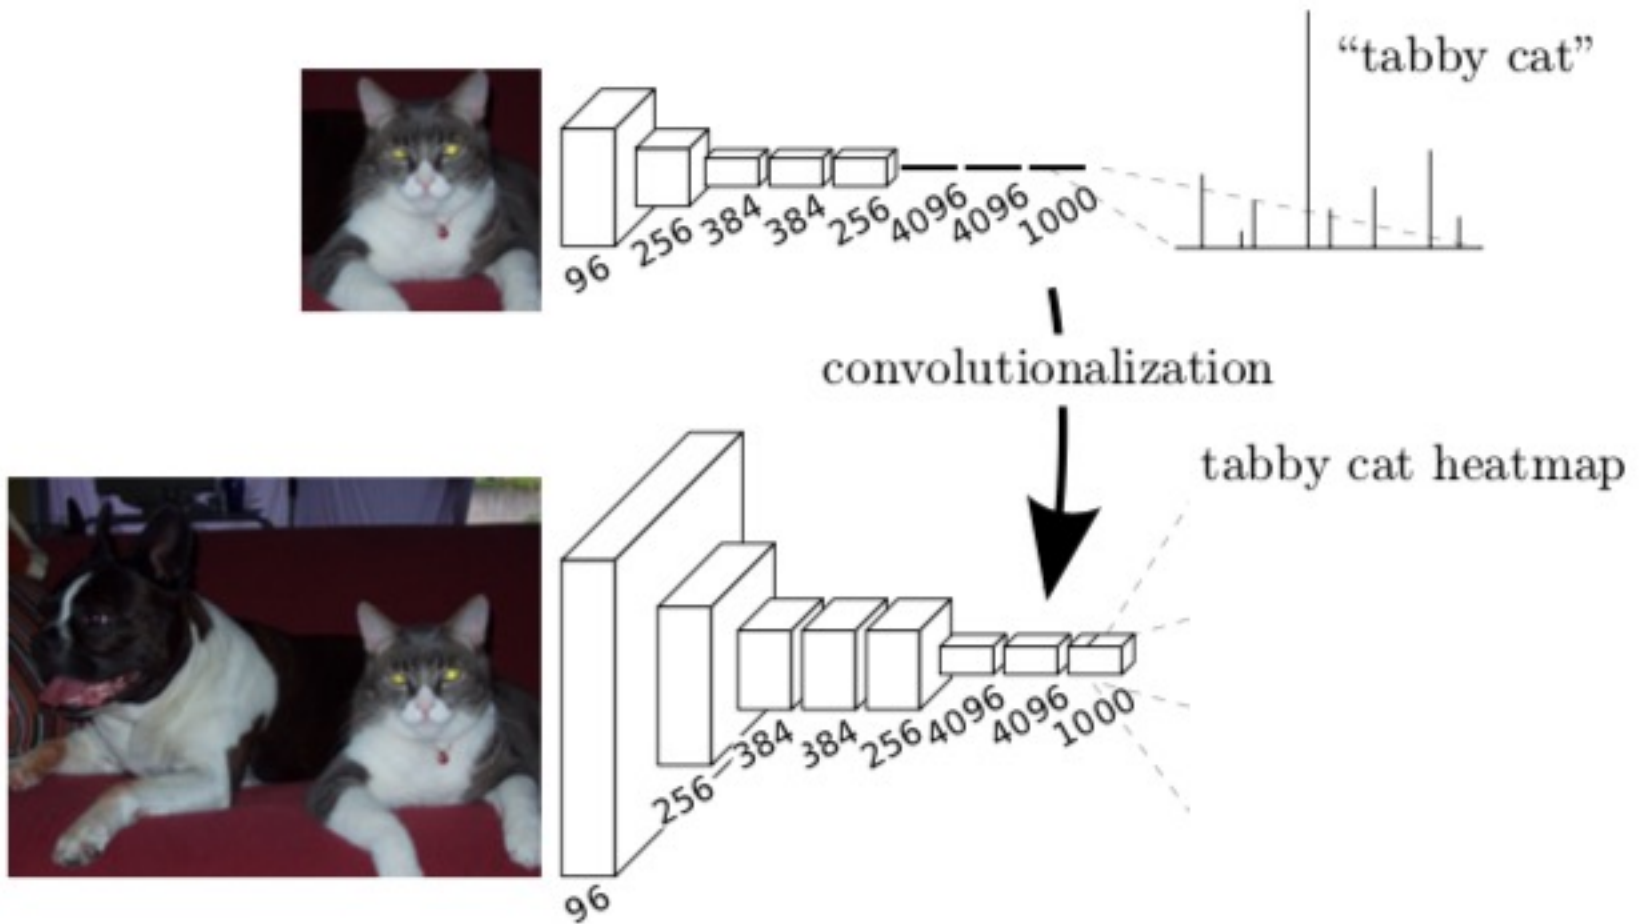 “tabby cat”
96 256 384 384 256 4096 4096 1000
convolutionalization
tabby cat heatmap
96 256 384 384 256 4096 4096 1000